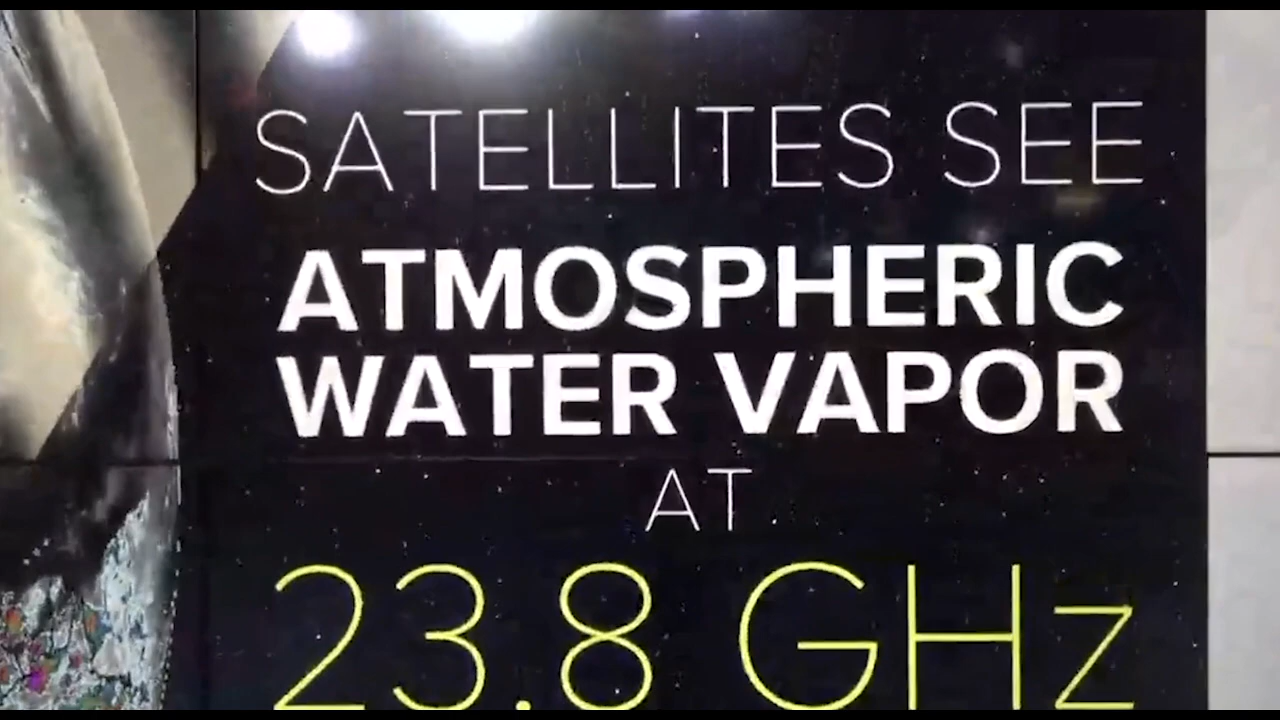 SATELLITES SEE
ATMOSPHERIC
WATER VAPOR
AT
23.8 GHz